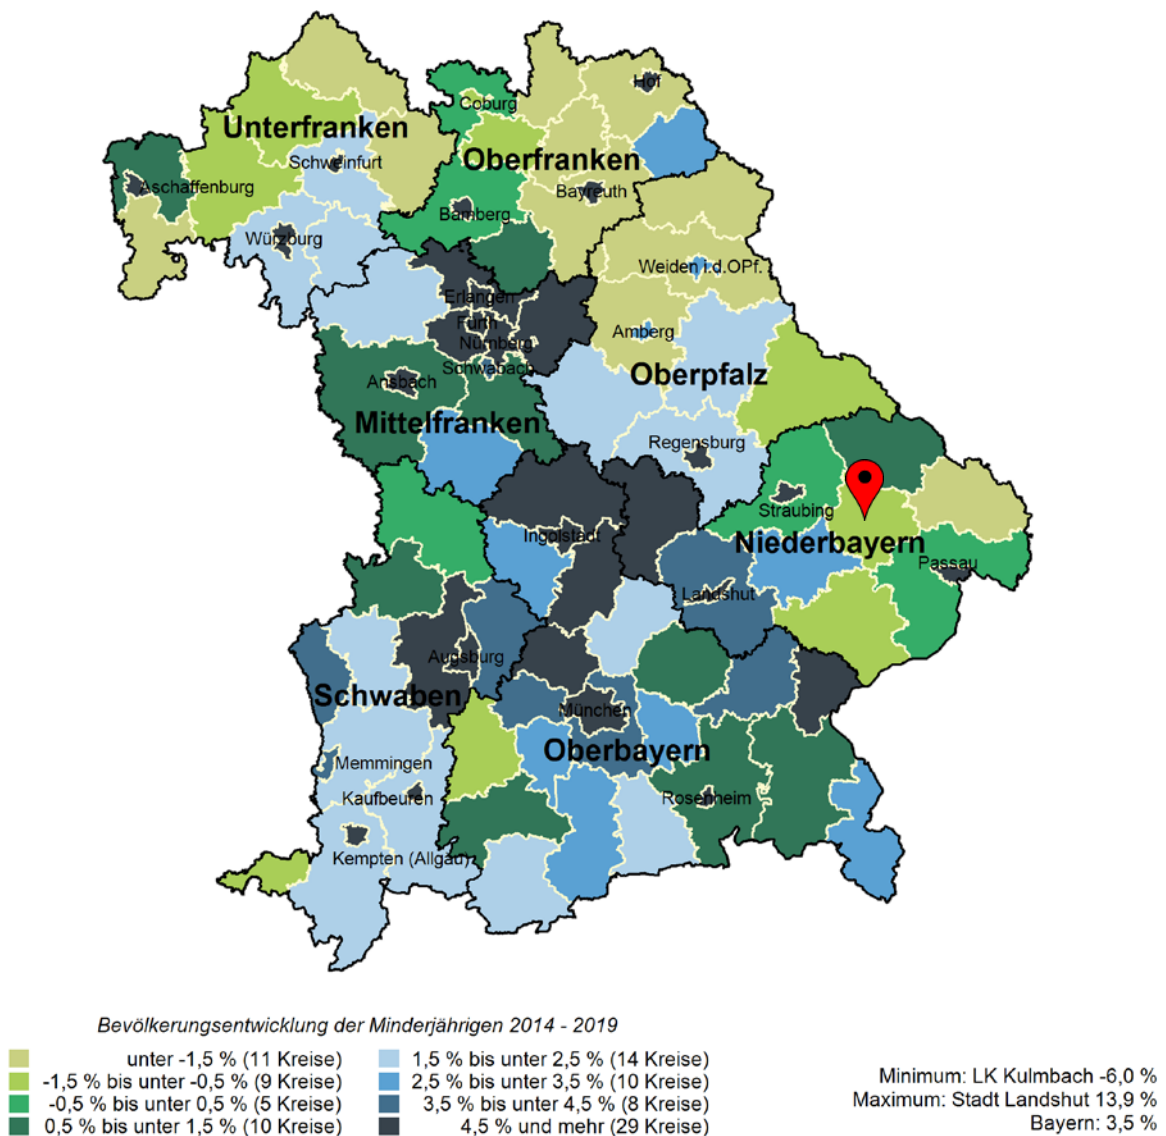 Hof
Coburg
Unterfranken
Oberfranken
Schweinfurt
Aschaffenburg
Bayreuth
Bamberg
Würzburg
Weiden i.d.OPf.
Erlangen
Fürth
Amberg
Nürnberg
Schwabach
Oberpfalz
Ansbach
Mittelfranken
Regensburg
Straubing
Ingolstadt
Niederbayern
Passau
Landshut
Augsburg
Schwaben
München
Oberbayern
Memmingen
Kaufbeuren
Rosenheim
Kempten (Allgäu)
Bevölkerungsentwicklung der Minderjährigen 2014 - 2019
unter -1,5 % (11 Kreise)
-1,5 % bis unter -0,5 % (9 Kreise)
-0,5 % bis unter 0,5 % (5 Kreise)
0,5 % bis unter 1,5 % (10 Kreise)
1,5 % bis unter 2,5 % (14 Kreise)
2,5 % bis unter 3,5 % (10 Kreise)
3,5 % bis unter 4,5 % (8 Kreise)
4,5 % und mehr (29 Kreise)
Minimum: LK Kulmbach -6,0 %
Maximum: Stadt Landshut 13,9 %
Bayern: 3,5 %